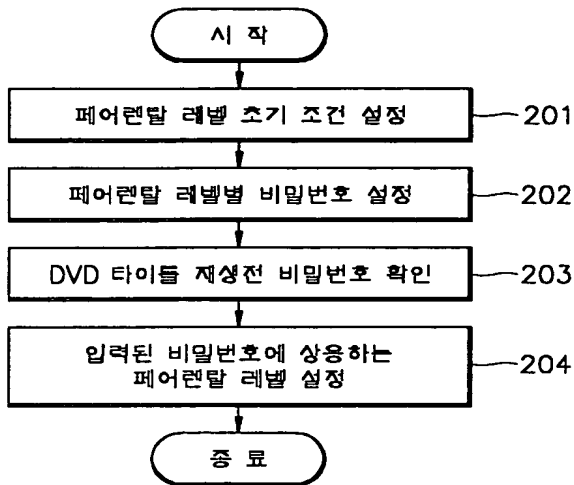 시 작
페어렌탈 레벨 초기 조건 설정
201
페어렌탈 레벨별 비밀번호 설정
202
DVD 타이틀 재생전 비밀번호 확인
203
입력된 비밀번호에 상응하는
페어렌탈 레벨 설정
204
종 료